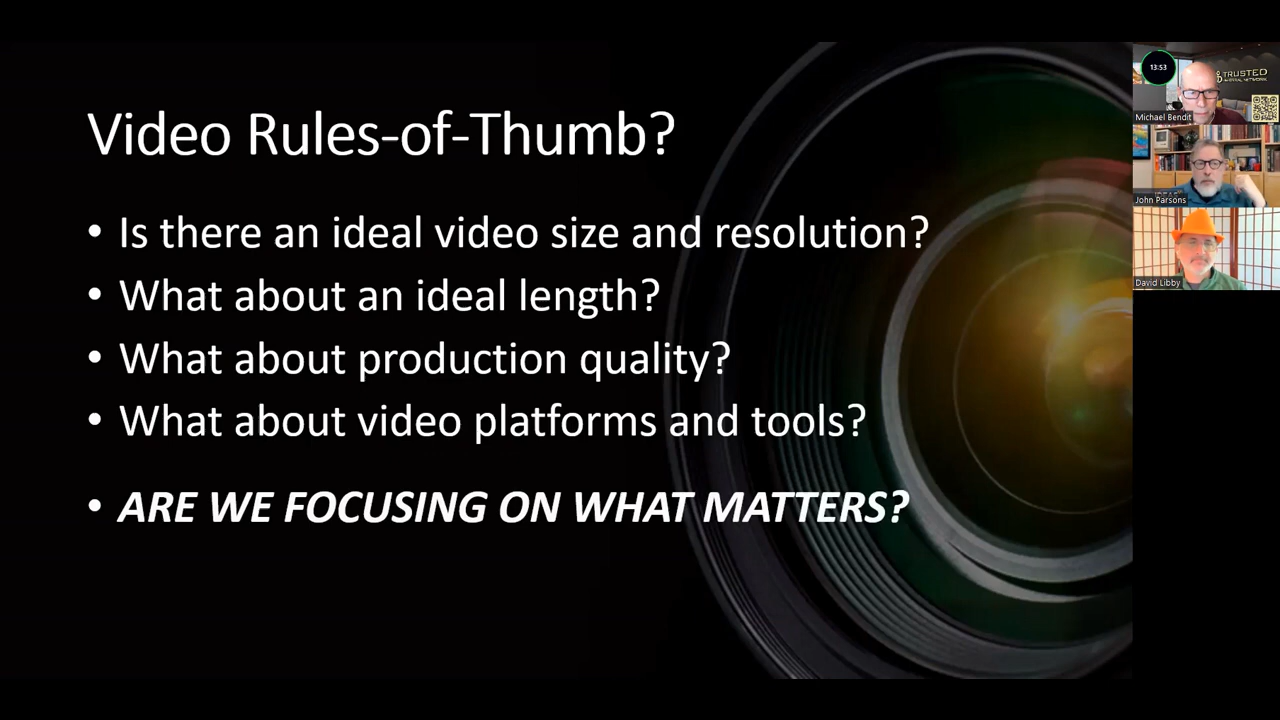 Video Rules-of-Thumb?
• Is there an ideal video size and resolution?
• What about an ideal length?
• What about production quality?
• What about video platforms and tools?
• ARE WE FOCUSING ON WHAT MATTERS?
13:53
TRUSTED
Michael Bendit
John Parsons
David Libby